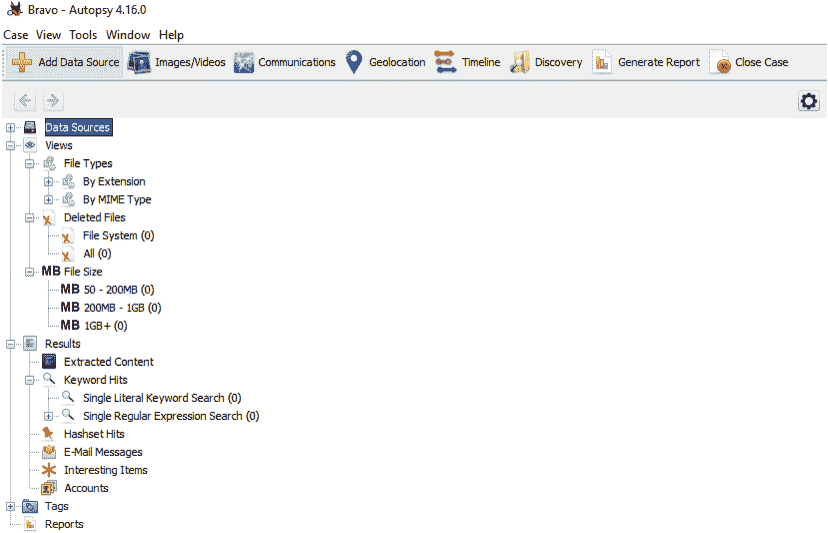 Bravo - Autopsy 4.16.0
Case View Tools Window Help
Add Data Source Images/Videos Communications Geolocation Timeline Discovery Generate Report Close Case
Data Sources
Views
File Types
By Extension
By MIME Type
Deleted Files
File System (0)
All (0)
MB File Size
MB 50 - 200MB (0)
MB 200MB - 1GB (0)
MB 1GB+ (0)
Results
Extracted Content
Keyword Hits
Single Literal Keyword Search (0)
Single Regular Expression Search (0)
Hashset Hits
E-Mail Messages
Interesting Items
Accounts
Tags
Reports